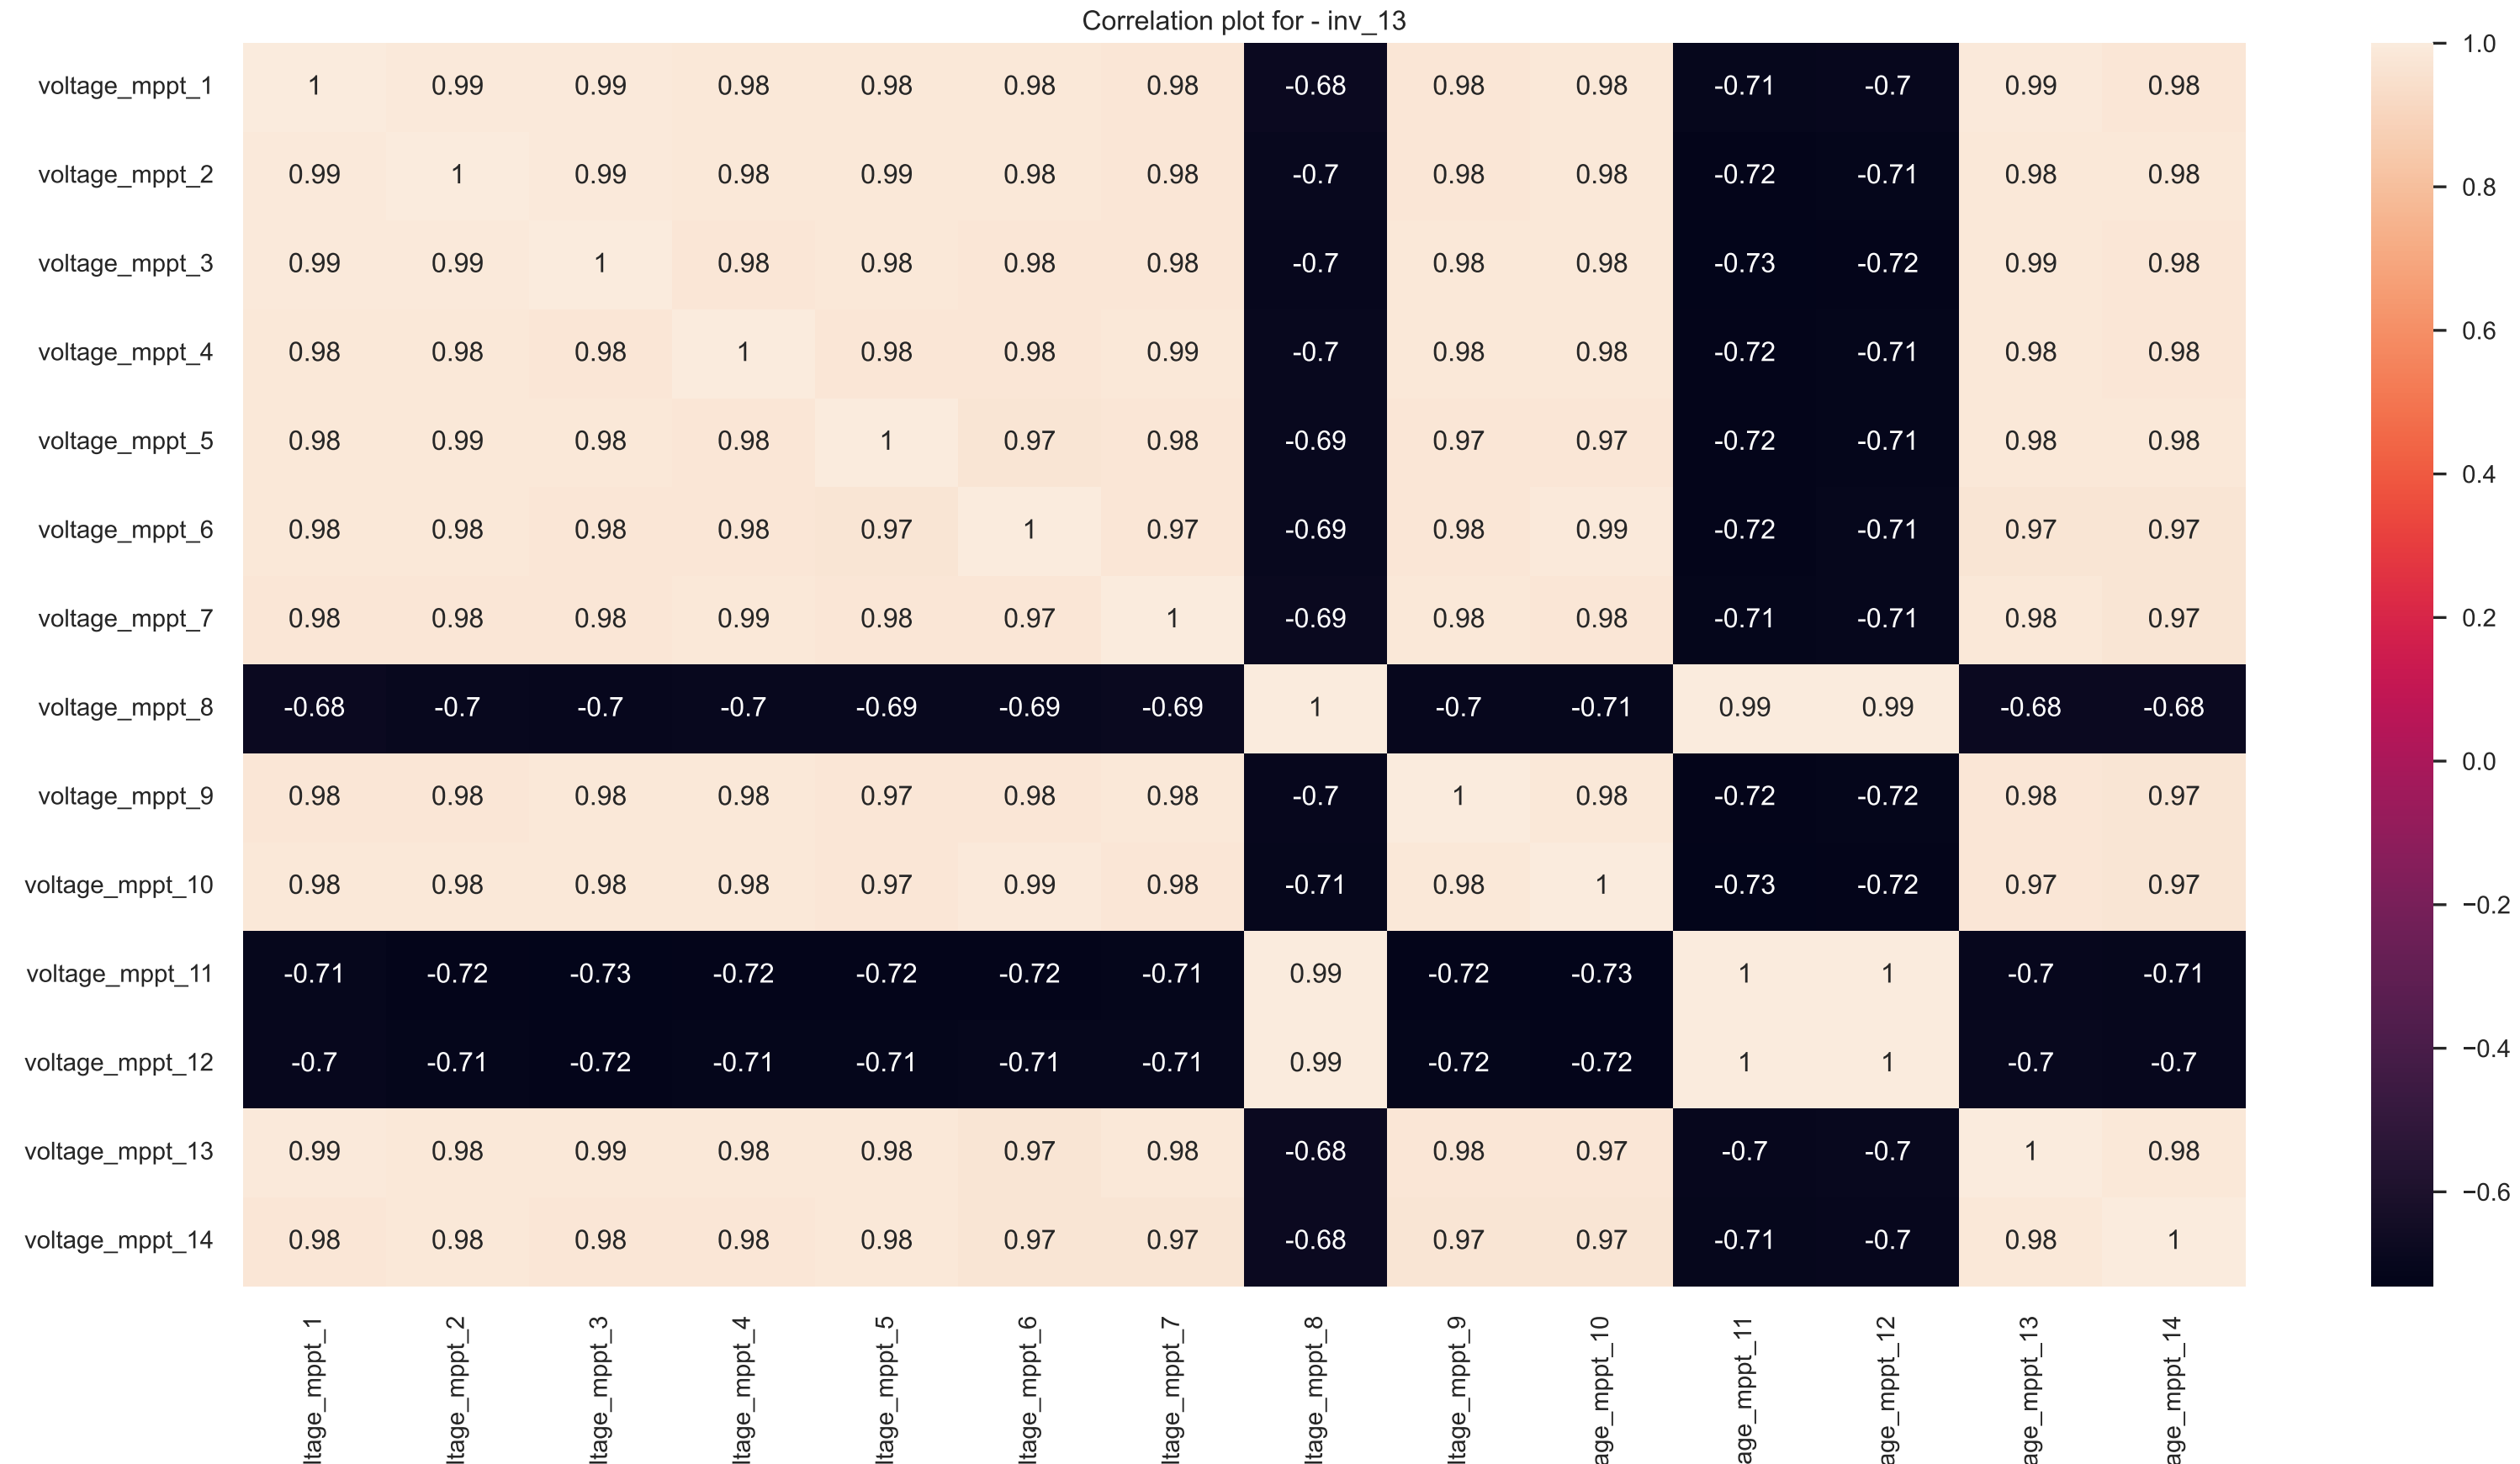 Correlation plot for - inv_13
voltage_mppt_1 1 0.99 0.99 0.98 0.98 0.98 0.98 -0.68 0.98 0.98 -0.71 -0.7 0.99 0.98
voltage_mppt_2 0.99 1 0.99 0.98 0.99 0.98 0.98 -0.7 0.98 0.98 -0.72 -0.71 0.98 0.98
voltage_mppt_3 0.99 0.99 1 0.98 0.98 0.98 0.98 -0.7 0.98 0.98 -0.73 -0.72 0.99 0.98
voltage_mppt_4 0.98 0.98 0.98 1 0.98 0.98 0.99 -0.7 0.98 0.98 -0.72 -0.71 0.98 0.98
voltage_mppt_5 0.98 0.99 0.98 0.98 1 0.97 0.98 -0.69 0.97 0.97 -0.72 -0.71 0.98 0.98
voltage_mppt_6 0.98 0.98 0.98 0.98 0.97 1 0.97 -0.69 0.98 0.99 -0.72 -0.71 0.97 0.97
voltage_mppt_7 0.98 0.98 0.98 0.99 0.98 0.97 1 -0.69 0.98 0.98 -0.71 -0.71 0.98 0.97
voltage_mppt_8 -0.68 -0.7 -0.7 -0.7 -0.69 -0.69 -0.69 1 -0.7 -0.71 0.99 0.99 -0.68 -0.68
voltage_mppt_9 0.98 0.98 0.98 0.98 0.97 0.98 0.98 -0.7 1 0.98 -0.72 -0.72 0.98 0.97
voltage_mppt_10 0.98 0.98 0.98 0.98 0.97 0.99 0.98 -0.71 0.98 1 -0.73 -0.72 0.97 0.97
voltage_mppt_11 -0.71 -0.72 -0.73 -0.72 -0.72 -0.72 -0.71 0.99 -0.72 -0.73 1 1 -0.7 -0.71
voltage_mppt_12 -0.7 -0.71 -0.72 -0.71 -0.71 -0.71 -0.71 0.99 -0.72 -0.72 1 1 -0.7 -0.7
voltage_mppt_13 0.99 0.98 0.99 0.98 0.98 0.97 0.98 -0.68 0.98 0.97 -0.7 -0.7 1 0.98
voltage_mppt_14 0.98 0.98 0.98 0.98 0.98 0.97 0.97 -0.68 0.97 0.97 -0.71 -0.7 0.98 1
ltage_mppt_1
ltage_mppt_2
ltage_mppt_3
ltage_mppt_4
ltage_mppt_5
ltage_mppt_6
ltage_mppt_7
ltage_mppt_8
ltage_mppt_9
age_mppt_10
age_mppt_11
age_mppt_12
age_mppt_13
age_mppt_14
1.0
0.8
0.6
0.4
0.2
0.0
−0.2
−0.4
−0.6